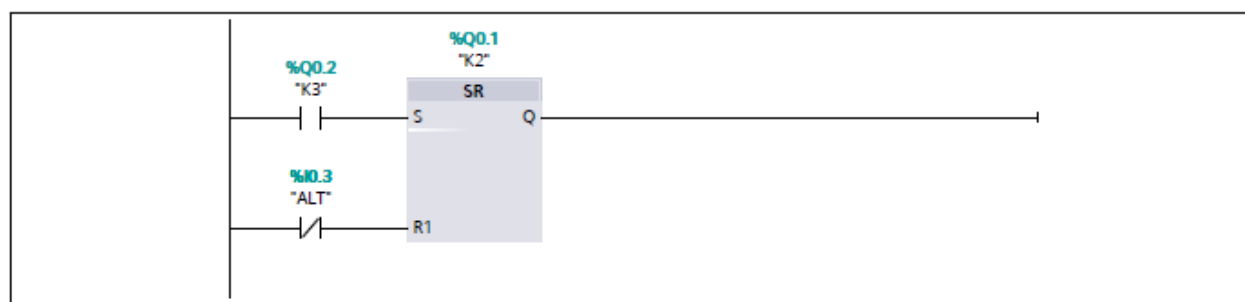 %Q0.1
"K2"
%Q0.2
"K3"
SR
S Q
%I0.3
"ALT"
R1